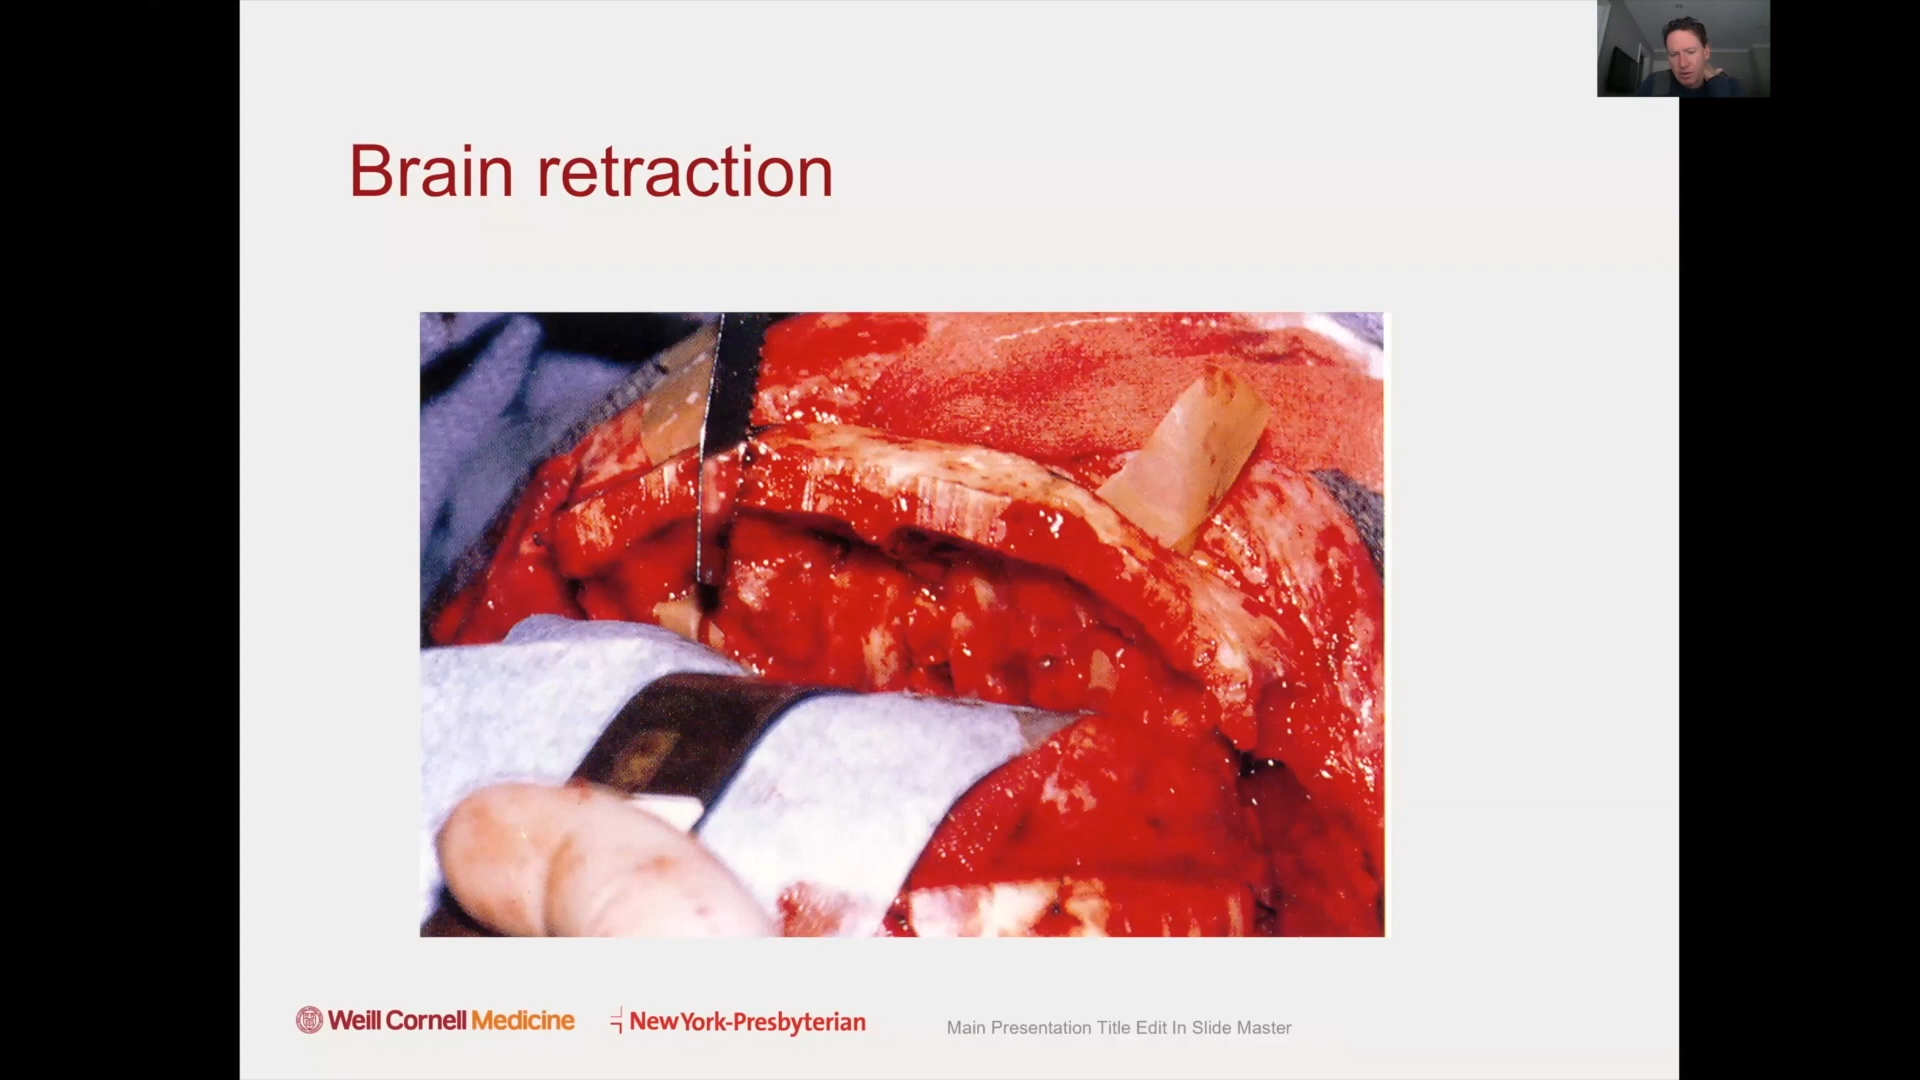 Brain retraction
Weill Cornell Medicine
NewYork-Presbyterian
Main Presentation Title Edit In Slide Master